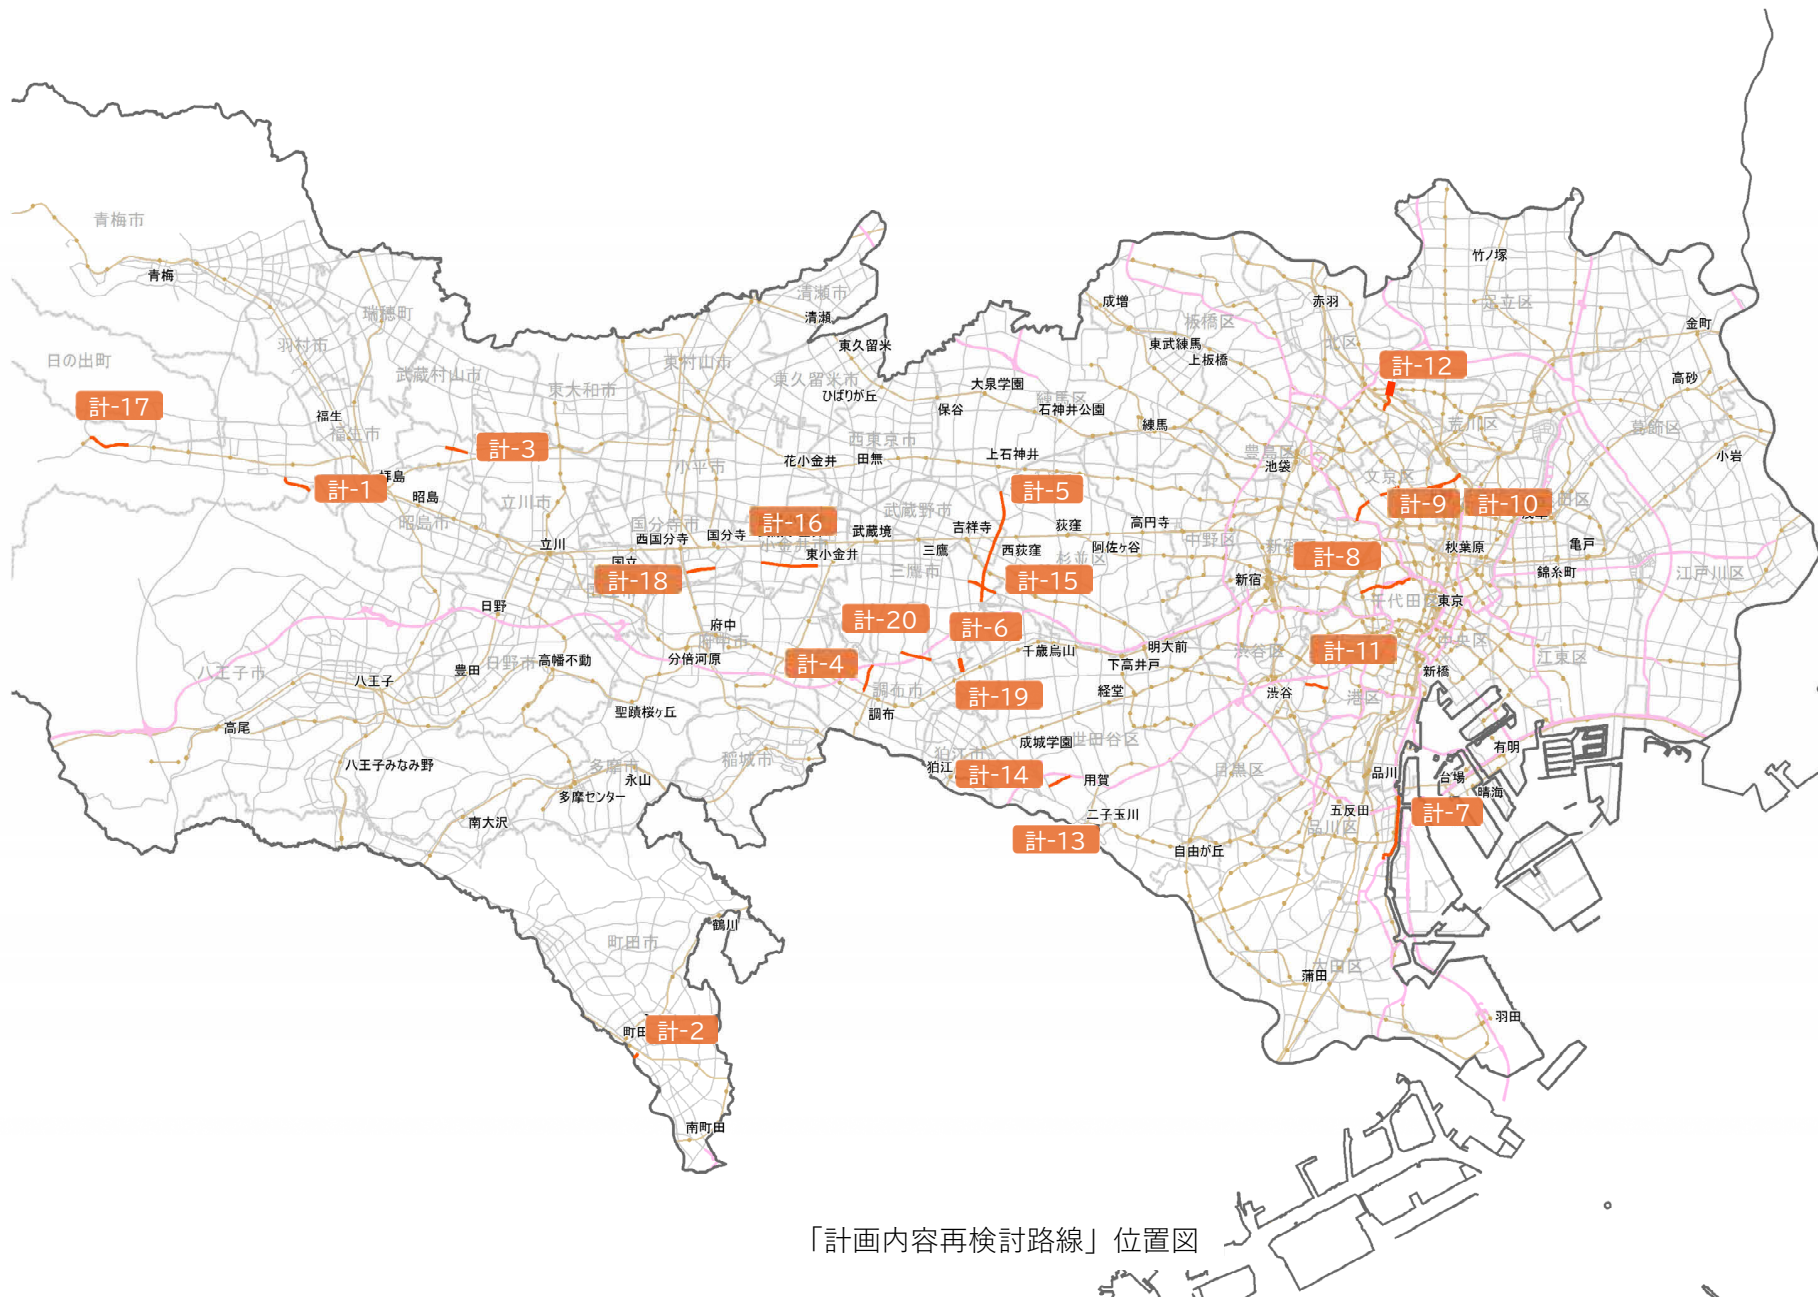 青梅市
青梅
瑞穂町
羽村市
日の出町
武蔵村山市
計-17
福生
福生市
計-3
拝島
計-1
昭島
昭島市
立川市
立川
東大和市
東村山市
清瀬市
清瀬
東久留米
東久留米市
ひばりが丘
保谷
大泉学園
練馬区
石神井公園
西東京市
花小金井
田無
上石神井
小平市
国分寺市
西国分寺
国分寺
計-16
小金井市
東小金井
武蔵境
武蔵野市
三鷹
三鷹市
吉祥寺
計-5
西荻窪
荻窪
杉並区
阿佐ヶ谷
高円寺
中野区
国立
計-18
計-15
計-20
計-6
計-4
計-19
日野
府中
府中市
分倍河原
日野市
高幡不動
豊田
八王子市
八王子
高尾
八王子みなみ野
聖蹟桜ヶ丘
多摩市
永山
多摩センター
南大沢
稲城市
調布市
調布
千歳烏山
明大前
下高井戸
経堂
成城学園
世田谷区
狛江市
狛江
計-14
用賀
二子玉川
計-13
自由が丘
成増
板橋区
東武練馬
上板橋
練馬
赤羽
北区
竹ノ塚
足立区
金町
高砂
計-12
荒川区
葛飾区
小岩
豊島区
池袋
文京区
計-9
計-10
秋葉原
亀戸
錦糸町
江戸川区
計-8
新宿区
新宿
千代田区
東京
中央区
江東区
計-11
渋谷区
渋谷
港区
新橋
有明
台場
晴海
品川
計-7
目黒区
五反田
品川区
大田区
蒲田
羽田
鶴川
町田市
計-2
南町田
「計画内容再検討路線」位置図